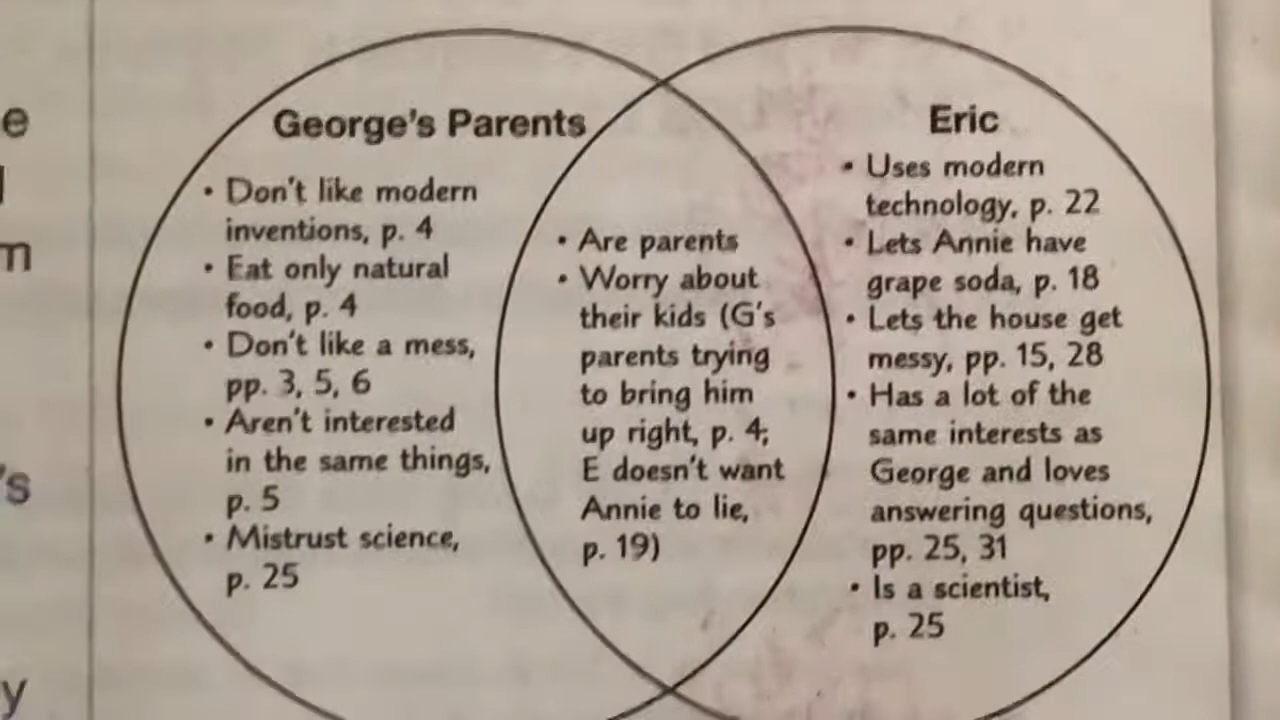 e
m
's
y
George's Parents
• Don't like modern
inventions, p. 4
• Eat only natural
food, p. 4
• Don't like a mess,
pp. 3, 5, 6
• Aren't interested
in the same things,
p. 5
• Mistrust science,
p. 25
• Are parents
• Worry about
their kids (G's
parents trying
to bring him
up right, p. 4;
E doesn't want
Annie to lie,
p. 19)
Eric
• Uses modern
technology, p. 22
• Lets Annie have
grape soda, p. 18
• Lets the house get
messy, pp. 15, 28
• Has a lot of the
same interests as
George and loves
answering questions,
pp. 25, 31
• Is a scientist,
p. 25